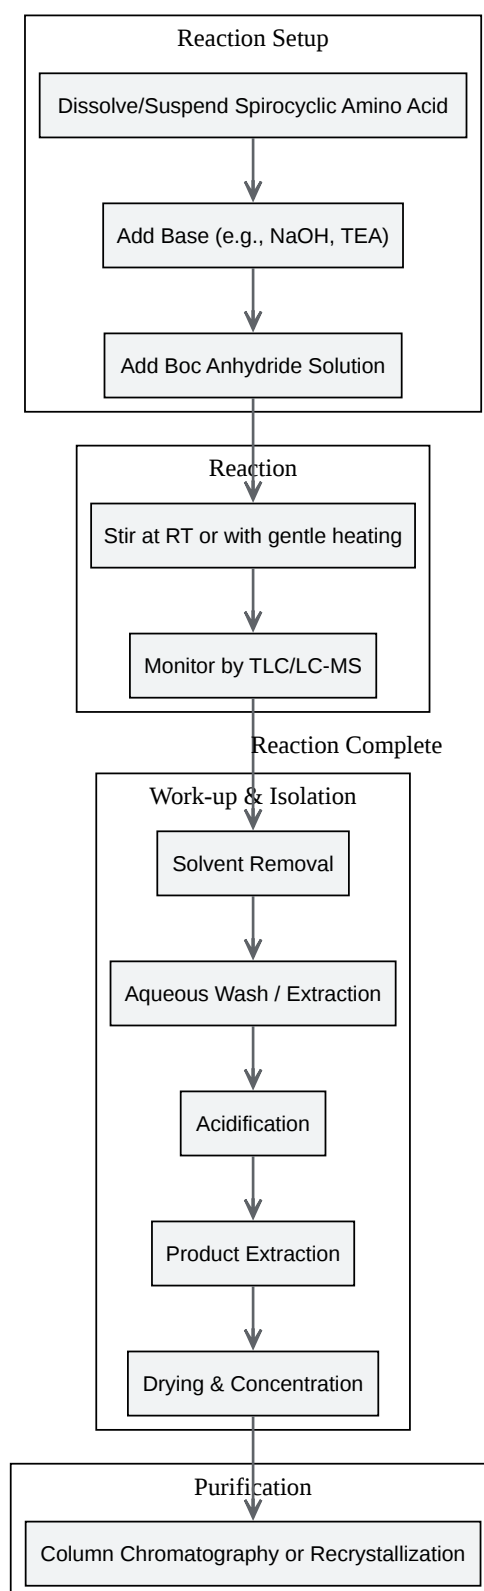 Reaction Setup
Dissolve/Suspend Spirocyclic Amino Acid
Add Base (e.g., NaOH, TEA)
Add Boc Anhydride Solution
Reaction
Stir at RT or with gentle heating
Monitor by TLC/LC-MS
Reaction Complete
Work-up & Isolation
Solvent Removal
Aqueous Wash / Extraction
Acidification
Product Extraction
Drying & Concentration
Purification
Column Chromatography or Recrystallization